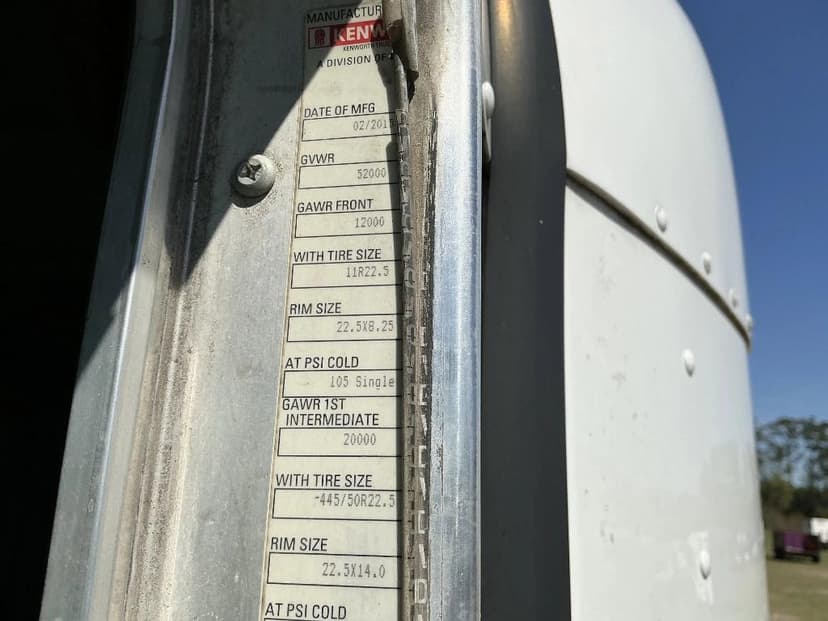 MANUFACTUR
KENW
KENWORTH
A DIVISION OF
DATE OF MFG
02/201
GVWR
52000
GAWR FRONT
12000
WITH TIRE SIZE
11R22.5
RIM SIZE
22.5X8.25
AT PSI COLD
105 Single
GAWR 1ST
INTERMEDIATE
20000
WITH TIRE SIZE
-445/50R22.5
RIM SIZE
22.5X14.0
AT PSI COLD